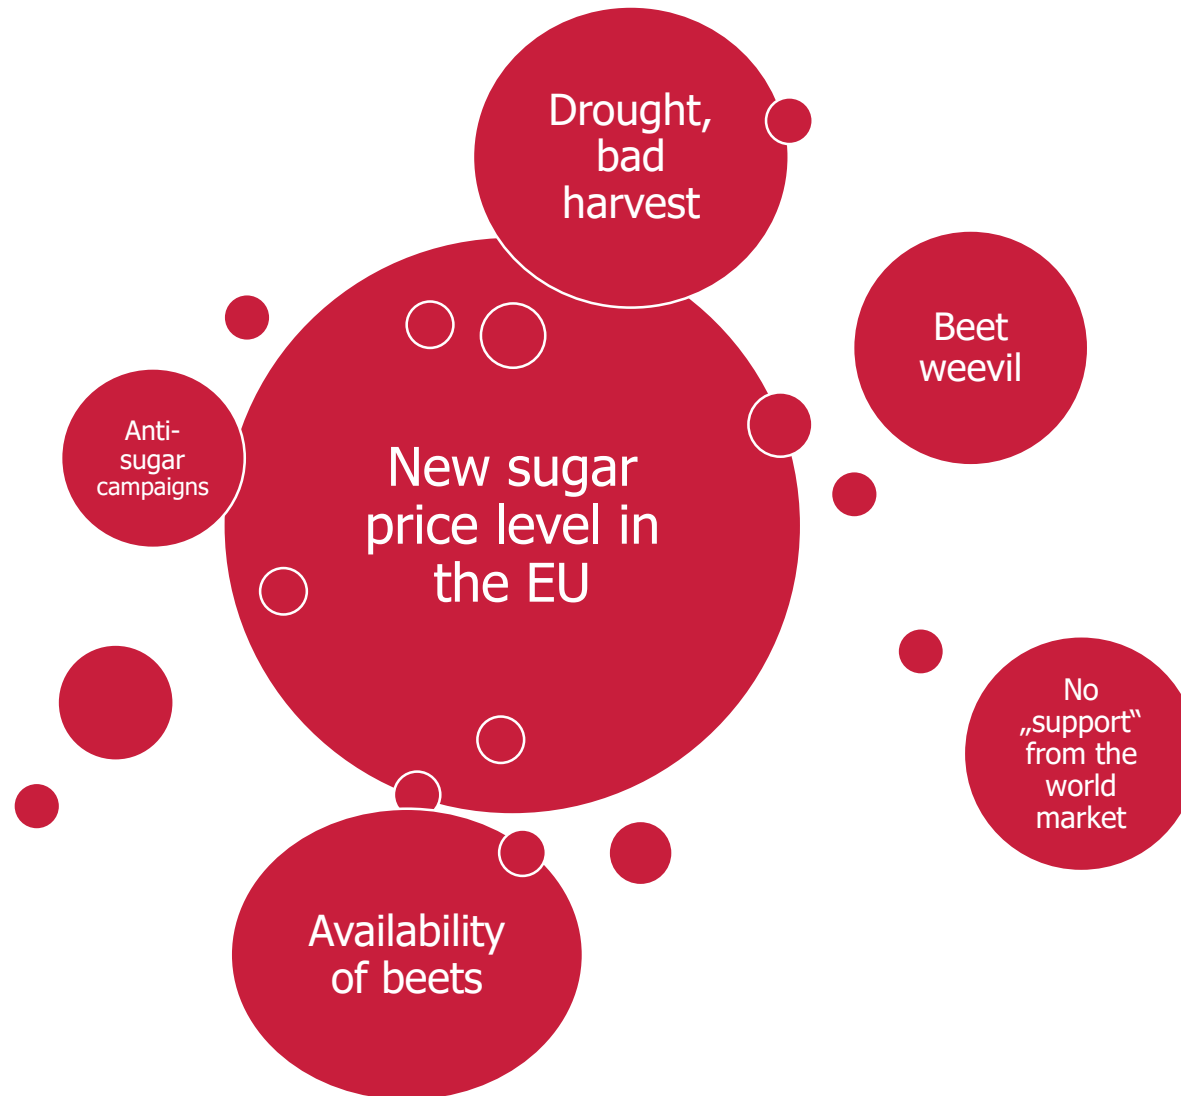 Drought,
bad
harvest
Beet
weevil
Anti-
sugar
campaigns
New sugar
price level in
the EU
No
„support“
from the
world
market
Availability
of beets